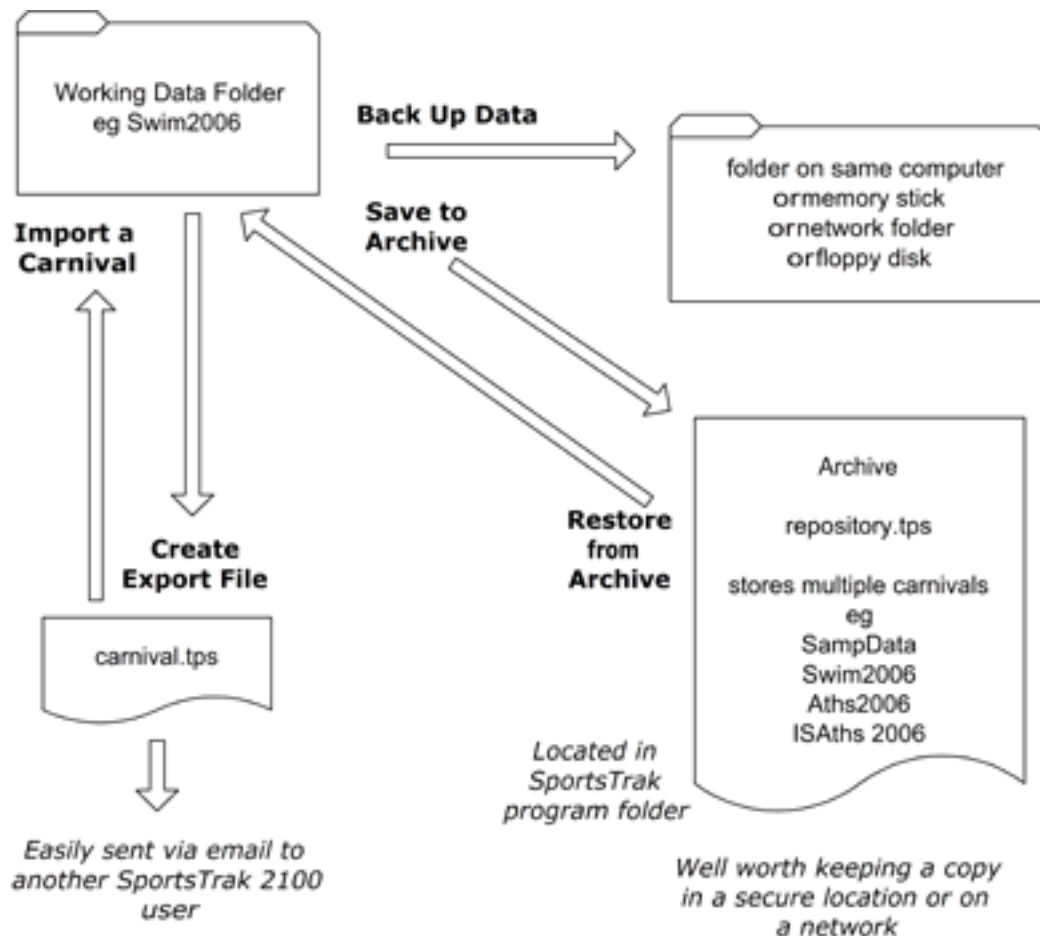 Working Data Folder
eg Swim2006
Back Up Data
folder on same computer
ormemory stick
ornetwork folder
orfloppy disk
Import a
Carnival
Save to
Archive
Create
Export File
Restore
from
Archive
carnival.tps
Archive
repository.tps
stores multiple carnivals
eg
SampData
Swim2006
Aths2006
ISAths 2006
Located in
SportsTrak
program folder
Easily sent via email to
another SportsTrak 2100
user
Well worth keeping a copy
in a secure location or on
a network